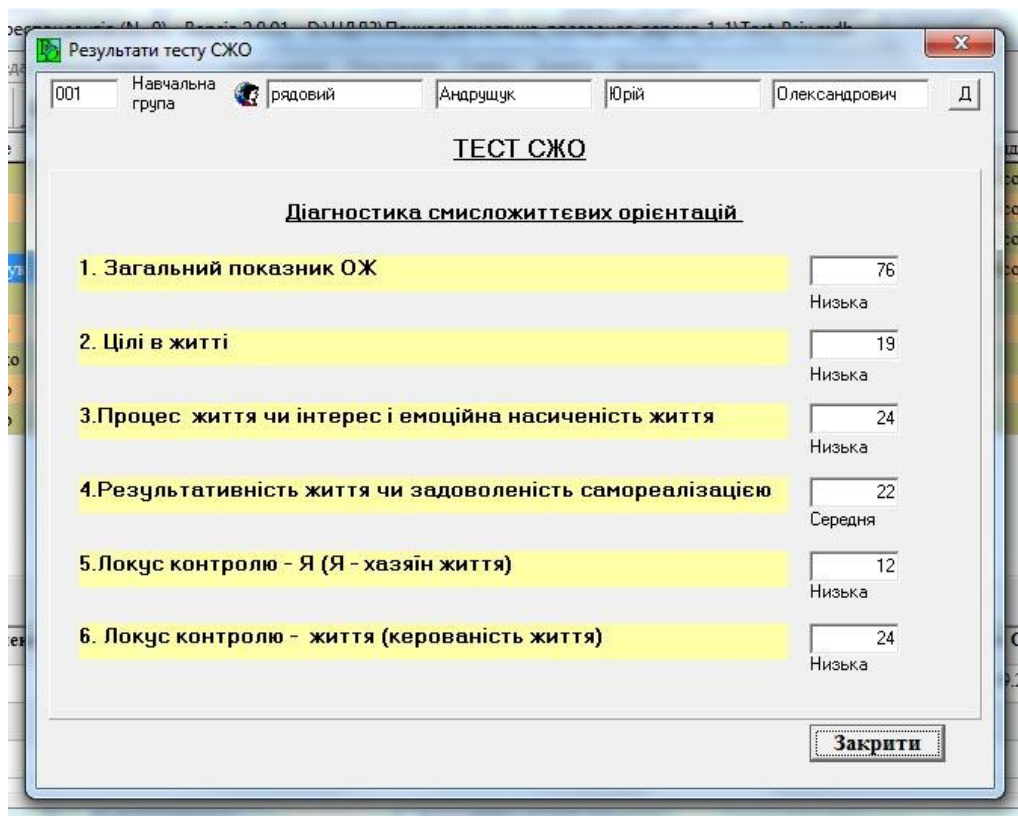 Результати тесту СЖО
001
Навчальна
група
рядовий
Андрущук
Юрій
Олександрович
Д
ТЕСТ СЖО
Діагностика смисложиттєвих орієнтацій
1. Загальний показник ОЖ
76
Низька
2. Цілі в житті
19
Низька
3.Процес життя чи інтерес і емоційна насиченість життя
24
Низька
4.Результативність життя чи задоволеність самореалізацією
22
Середня
5.Локус контролю - Я (Я - хазяїн життя)
12
Низька
6. Локус контролю - життя (керованість життя)
24
Низька
Закрити